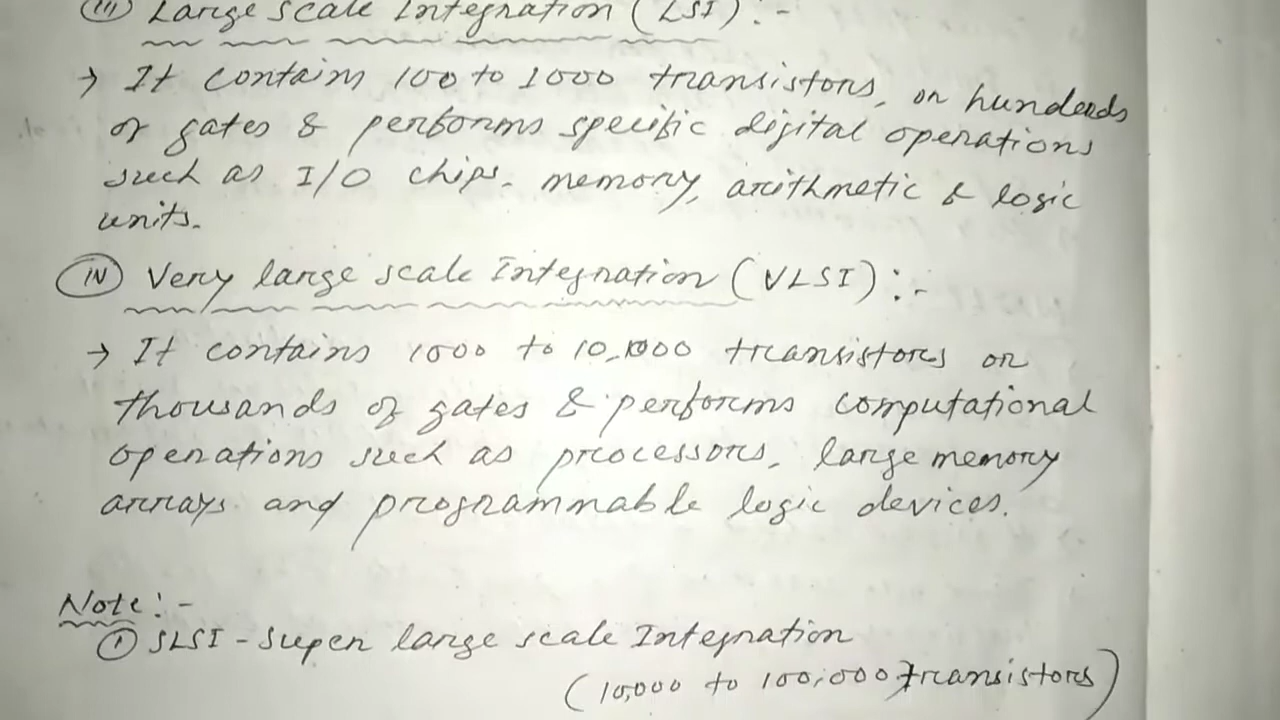 (iii) Large scale Integration (LSI):-
→ It contain 100 to 1000 transistors, or hundreds
of gates & performs specific digital operations
such as I/O chips. memory, arithmetic & logic
units.
(iv) Very large scale Integration (VLSI):-
→ It contains 1000 to 10,000 transistors or
thousands of gates & performs computational
operations such as processors, large memory
arrays and programmable logic devices.
Note:-
(1) SLSI - Super large scale Integration
(10,000 to 100,000 transistors)